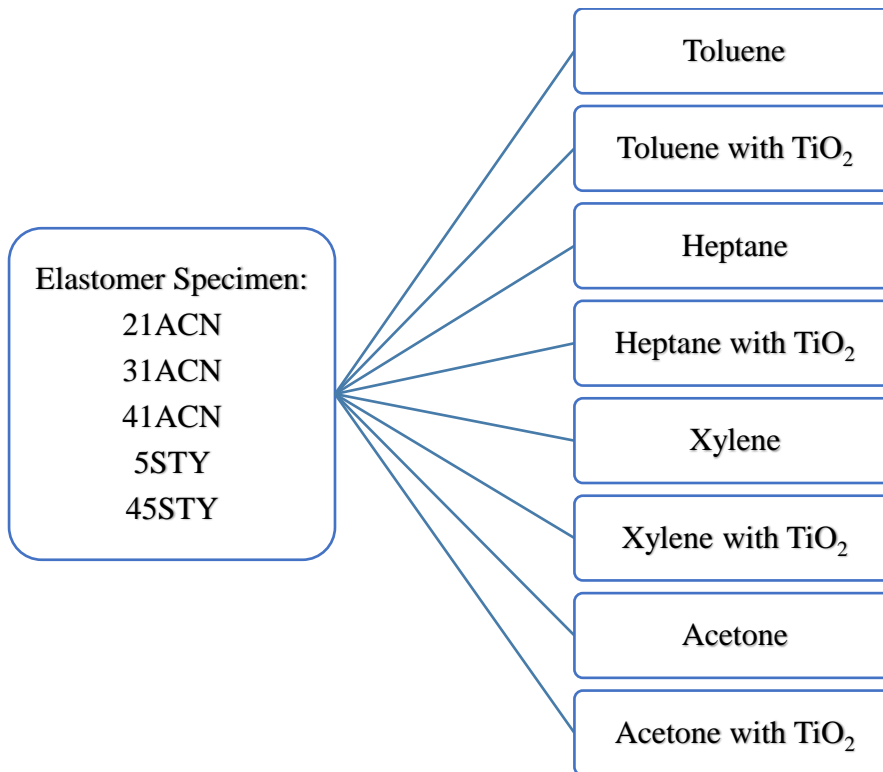 Elastomer Specimen:
21ACN
31ACN
41ACN
5STY
45STY
Toluene
Toluene with TiO₂
Heptane
Heptane with TiO₂
Xylene
Xylene with TiO₂
Acetone
Acetone with TiO₂